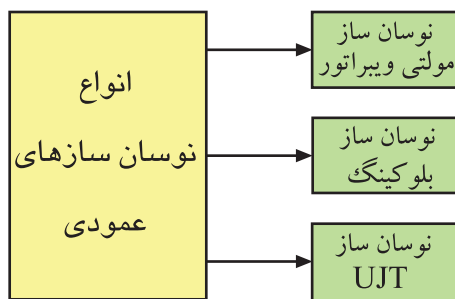 انواع
نوسان سازهای
عمودی
نوسان ساز
مولتی ویبراتور
نوسان ساز
بلوکینگ
نوسان ساز
UJT